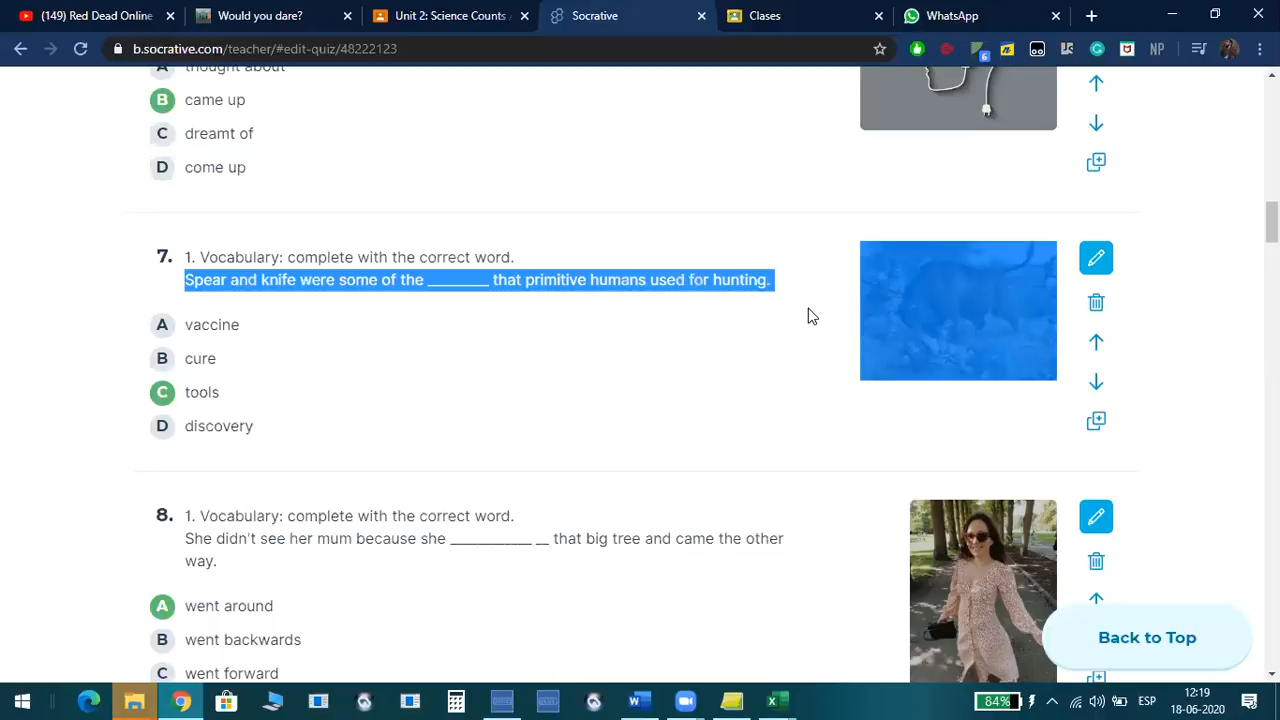 (149) Red Dead Online
Would you dare?
Unit 2: Science Counts
Socrative
Clases
WhatsApp
b.socrative.com/teacher/#edit-quiz/48222123
6
NP
A thought about
B came up
C dreamt of
D come up
7. 1. Vocabulary: complete with the correct word.
Spear and knife were some of the ________ that primitive humans used for hunting.
A vaccine
B cure
C tools
D discovery
8. 1. Vocabulary: complete with the correct word.
She didn't see her mum because she ___________ __ that big tree and came the other
way.
A went around
B went backwards
C went forward
Back to Top
84%
ESP
12:19
18-06-2020